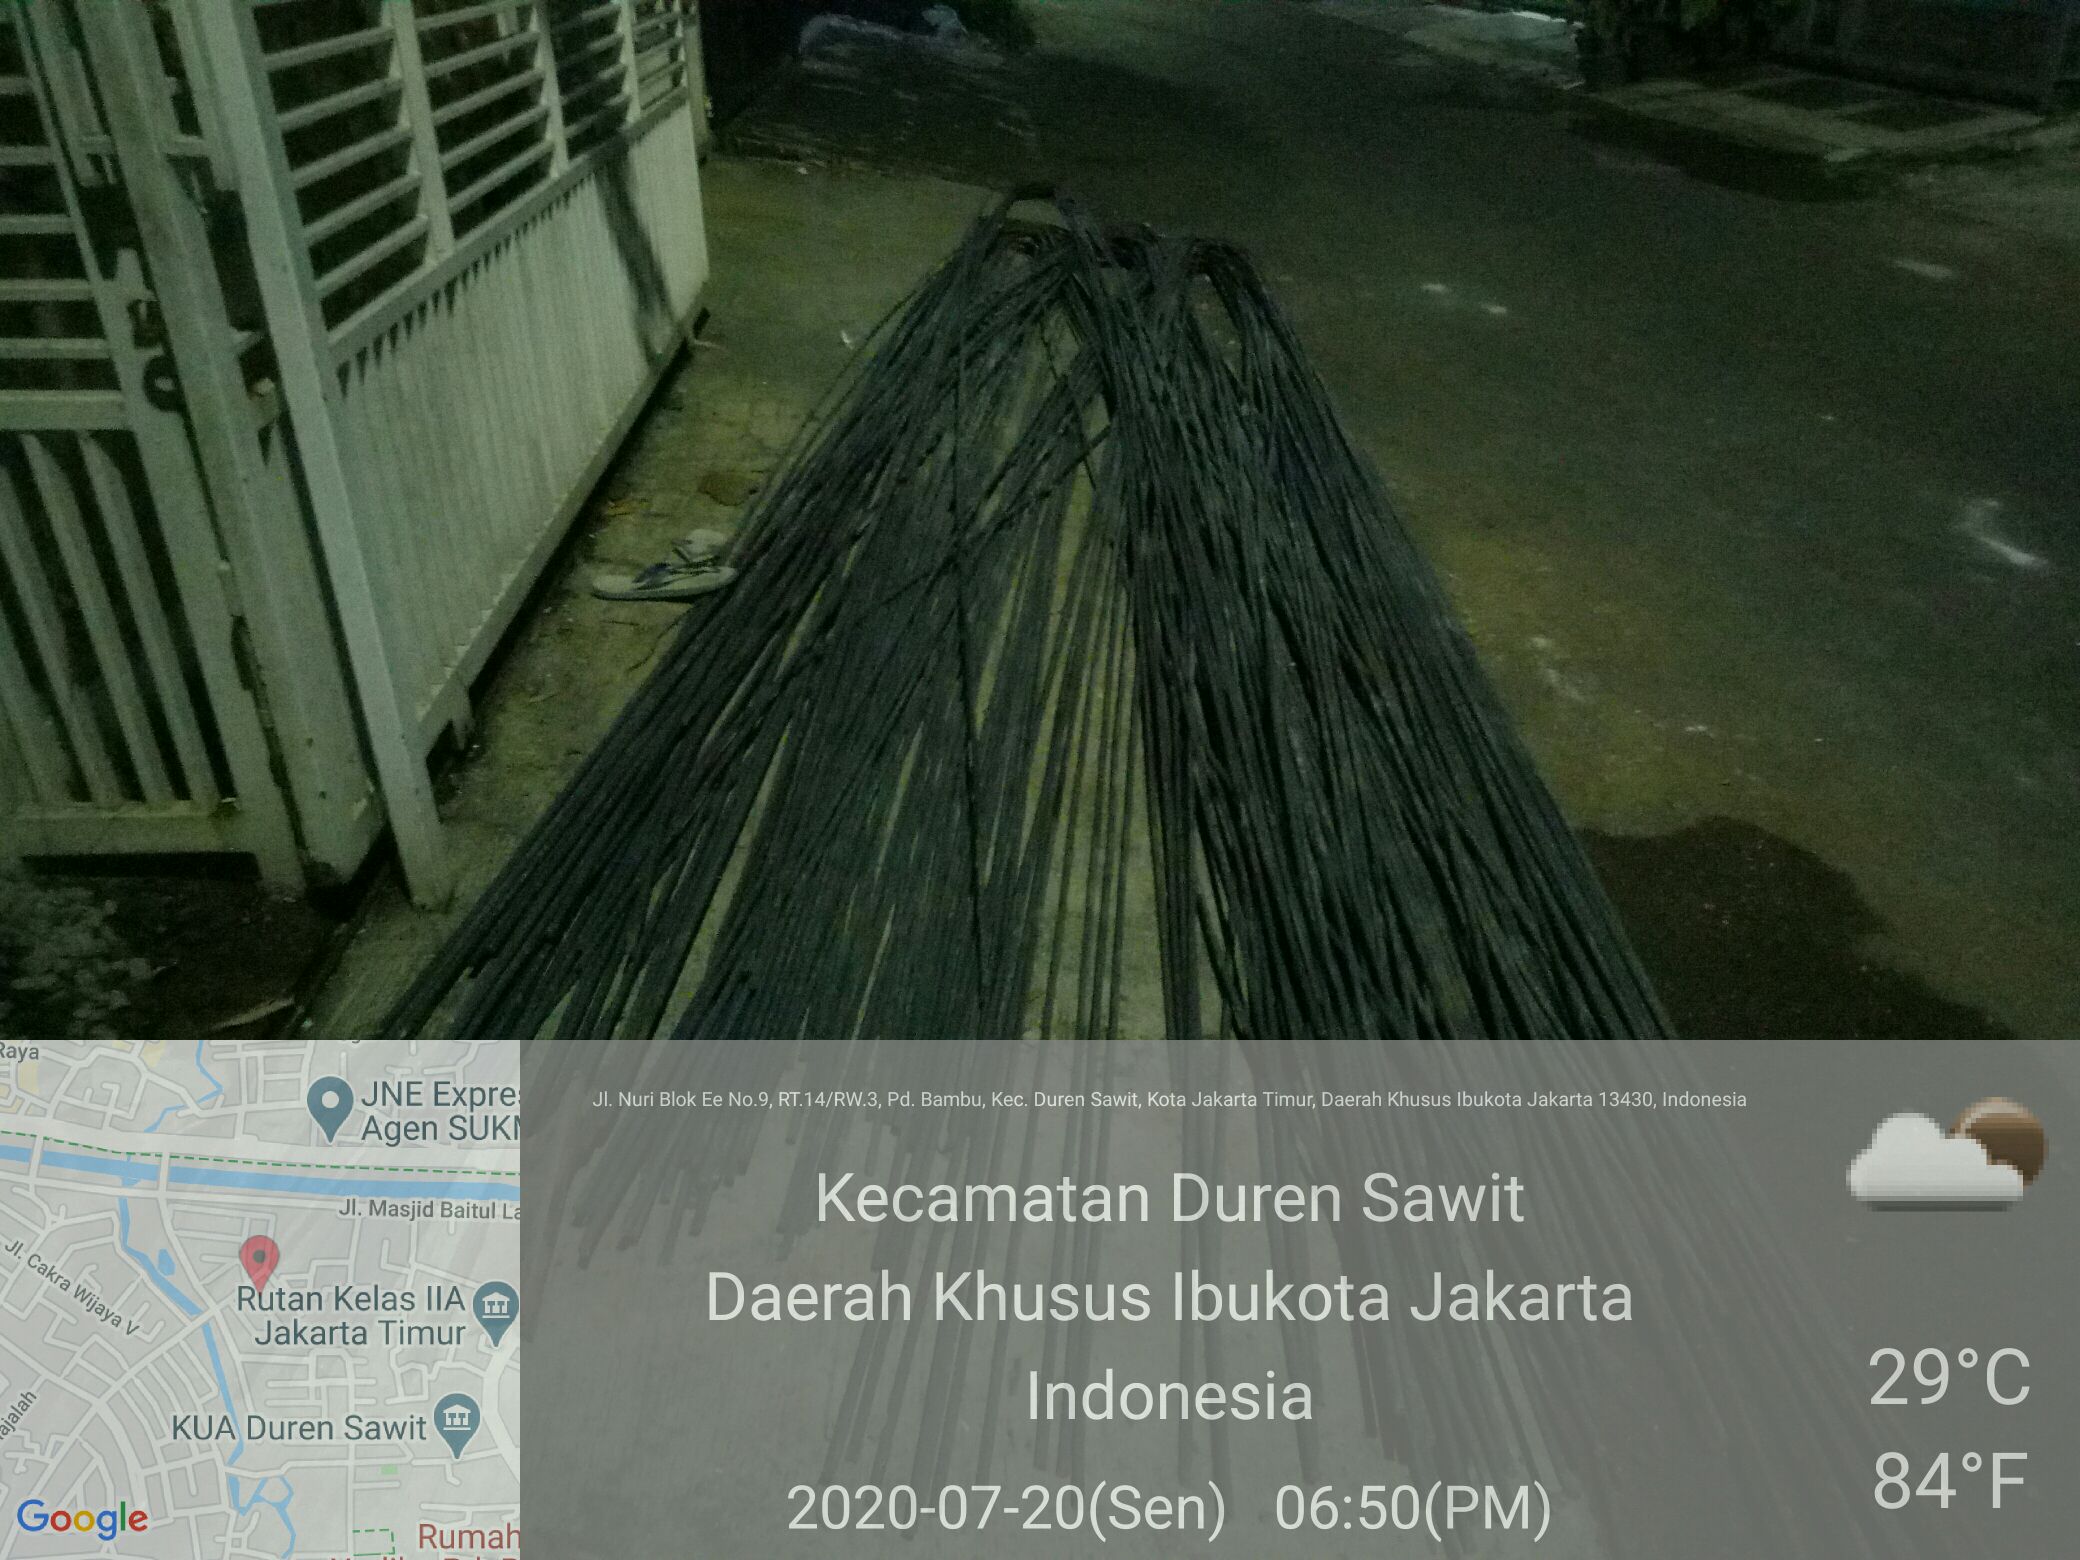 Raya
JNE Expre
Agen SUK
Jl. Masjid Baitul La
Jl. Cakra Wijaya V
Rutan Kelas IIA
Jakarta Timur
KUA Duren Sawit
Google
Rumah
Jl. Nuri Blok Ee No.9, RT.14/RW.3, Pd. Bambu, Kec. Duren Sawit, Kota Jakarta Timur, Daerah Khusus Ibukota Jakarta 13430, Indonesia
Kecamatan Duren Sawit
Daerah Khusus Ibukota Jakarta
Indonesia
2020-07-20(Sen) 06:50(PM)
29°C
84°F